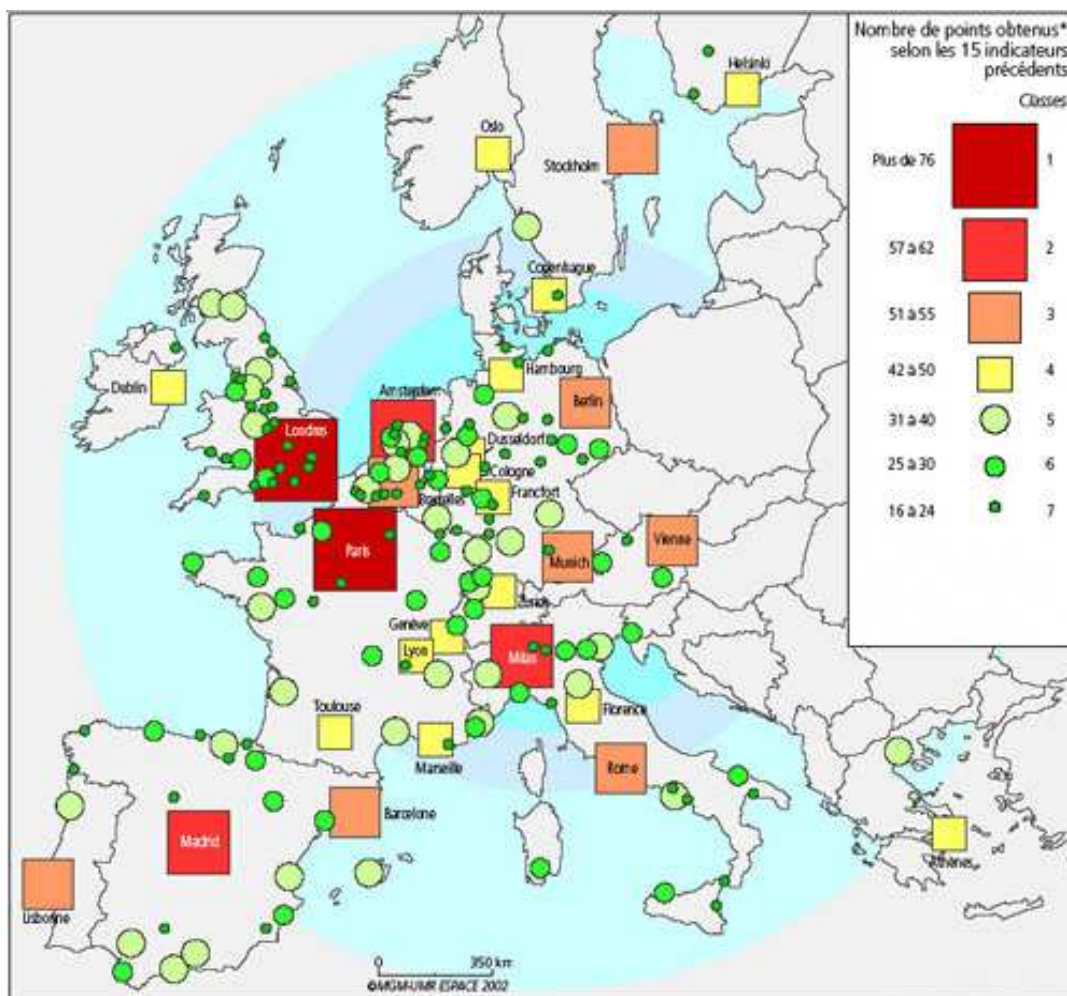 Nombre de points obtenus*
selon les 15 indicateurs
précédents
Classes
Plus de 76 1
57 à 62 2
51 à 55 3
42 à 50 4
31 à 40 5
25 à 30 6
16 à 24 7
Helsinki
Oslo
Stockholm
Copenhague
Hambourg
Dublin
Amsterdam
Berlin
Londres
Dusseldorf
Cologne
Bruxelles
Francfort
Paris
Vienne
Munich
Zurich
Genève
Lyon
Milan
Toulouse
Florence
Marseille
Rome
Barcelone
Madrid
Athènes
Lisbonne
0 350 km
©MGM-UMR ESPACE 2002